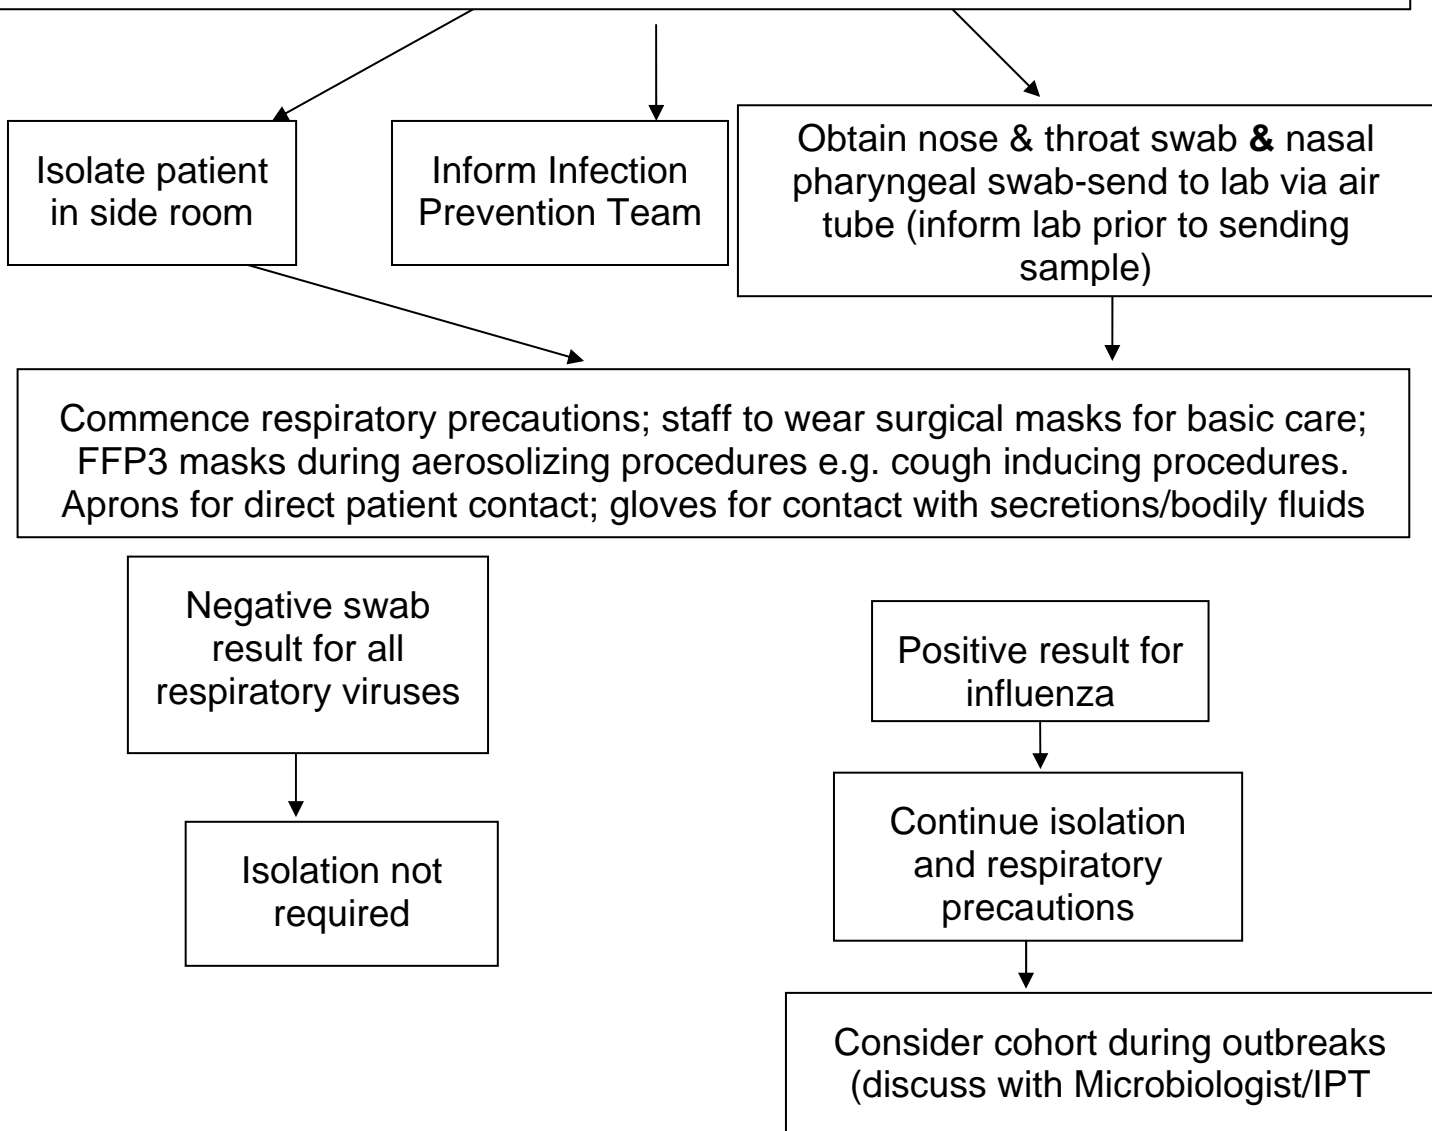 Isolate patient
in side room
Inform Infection
Prevention Team
Obtain nose & throat swab & nasal
pharyngeal swab-send to lab via air
tube (inform lab prior to sending
sample)
Commence respiratory precautions; staff to wear surgical masks for basic care;
FFP3 masks during aerosolizing procedures e.g. cough inducing procedures.
Aprons for direct patient contact; gloves for contact with secretions/bodily fluids
Negative swab
result for all
respiratory viruses
Isolation not
required
Positive result for
influenza
Continue isolation
and respiratory
precautions
Consider cohort during outbreaks
(discuss with Microbiologist/IPT